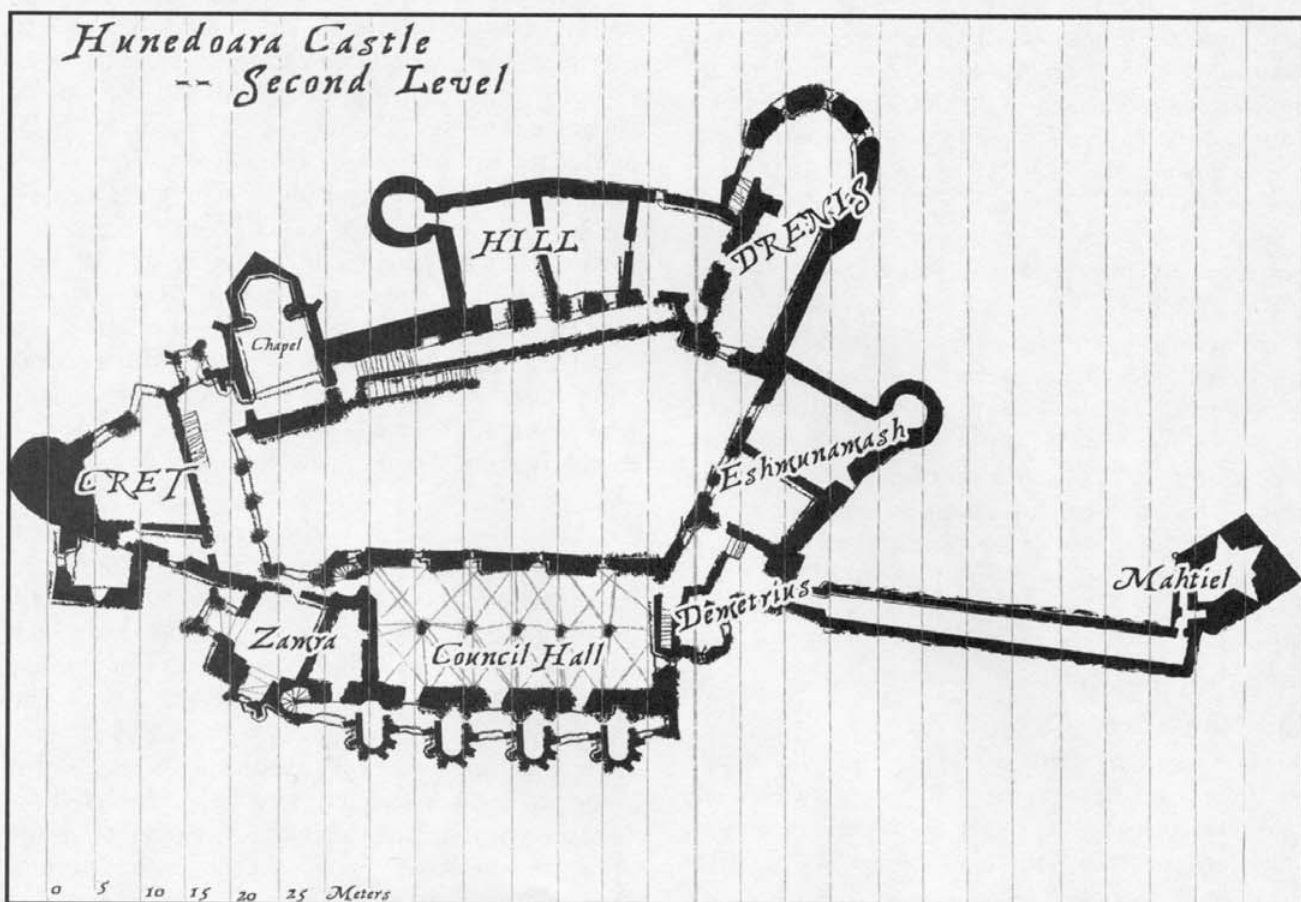 Hunedoara Castle
-- Second Level
HILL
DRENIS
Chapel
CRET
Eshmunamash
Mahtiel
Demetrius
Zamra
Council Hall
0 5 10 15 20 25 Meters